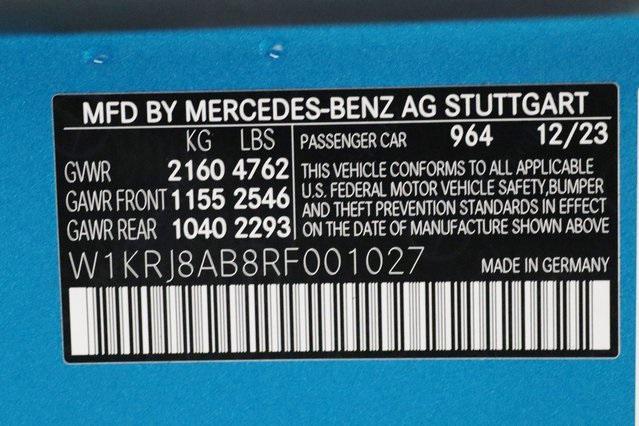 MFD BY MERCEDES-BENZ AG STUTTGART
KG LBS
GVWR 2160 4762
GAWR FRONT 1155 2546
GAWR REAR 1040 2293
PASSENGER CAR 964 12/23
THIS VEHICLE CONFORMS TO ALL APPLICABLE
U.S. FEDERAL MOTOR VEHICLE SAFETY,BUMPER
AND THEFT PREVENTION STANDARDS IN EFFECT
ON THE DATE OF MANUFACTURE SHOWN ABOVE
W1KRJ8AB8RF001027 MADE IN GERMANY